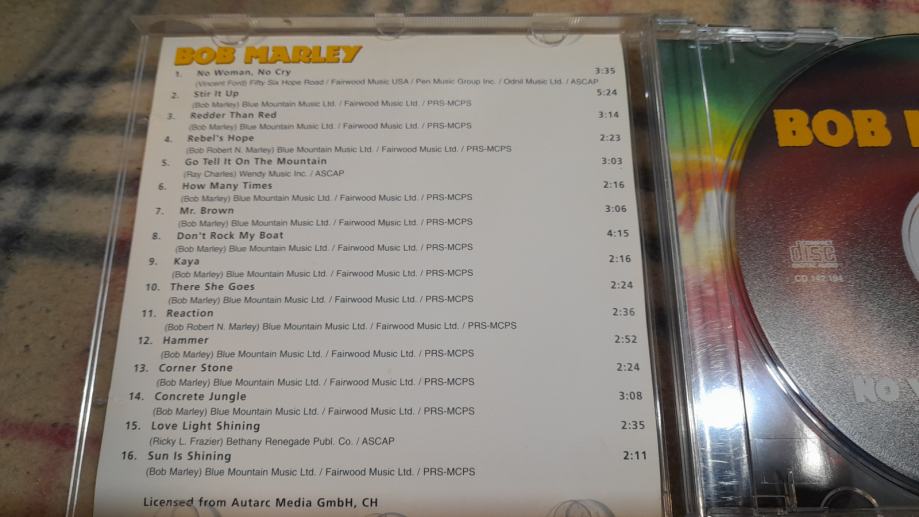 BOB MARLEY
1. No Woman, No Cry 3:35
(Vincent Ford) Fifty Six Hope Road / Fairwood Music USA / Pen Music Group Inc. / Odnil Music Ltd. / ASCAP
2. Stir It Up 5:24
(Bob Marley) Blue Mountain Music Ltd. / Fairwood Music Ltd. / PRS-MCPS
3. Redder Than Red 3:14
(Bob Marley) Blue Mountain Music Ltd. / Fairwood Music Ltd. / PRS-MCPS
4. Rebel's Hope 2:23
(Bob Robert N. Marley) Blue Mountain Music Ltd. / Fairwood Music Ltd. / PRS-MCPS
5. Go Tell It On The Mountain 3:03
(Ray Charles) Wendy Music Inc. / ASCAP
6. How Many Times 2:16
(Bob Marley) Blue Mountain Music Ltd. / Fairwood Music Ltd. / PRS-MCPS
7. Mr. Brown 3:06
(Bob Marley) Blue Mountain Music Ltd. / Fairwood Music Ltd. / PRS-MCPS
8. Don't Rock My Boat 4:15
(Bob Marley) Blue Mountain Music Ltd. / Fairwood Music Ltd. / PRS-MCPS
9. Kaya 2:16
(Bob Marley) Blue Mountain Music Ltd. / Fairwood Music Ltd. / PRS-MCPS
10. There She Goes 2:24
(Bob Marley) Blue Mountain Music Ltd. / Fairwood Music Ltd. / PRS-MCPS
11. Reaction 2:36
(Bob Robert N. Marley) Blue Mountain Music Ltd. / Fairwood Music Ltd. / PRS-MCPS
12. Hammer 2:52
(Bob Marley) Blue Mountain Music Ltd. / Fairwood Music Ltd. / PRS-MCPS
13. Corner Stone 2:24
(Bob Marley) Blue Mountain Music Ltd. / Fairwood Music Ltd. / PRS-MCPS
14. Concrete Jungle 3:08
(Bob Marley) Blue Mountain Music Ltd. / Fairwood Music Ltd. / PRS-MCPS
15. Love Light Shining 2:35
(Ricky L. Frazier) Bethany Renegade Publ. Co. / ASCAP
16. Sun Is Shining 2:11
(Bob Marley) Blue Mountain Music Ltd. / Fairwood Music Ltd. / PRS-MCPS
Licensed from Autarc Media GmbH, CH
BOB
COMPACT
disc
DIGITAL AUDIO
CD 142.194
NO